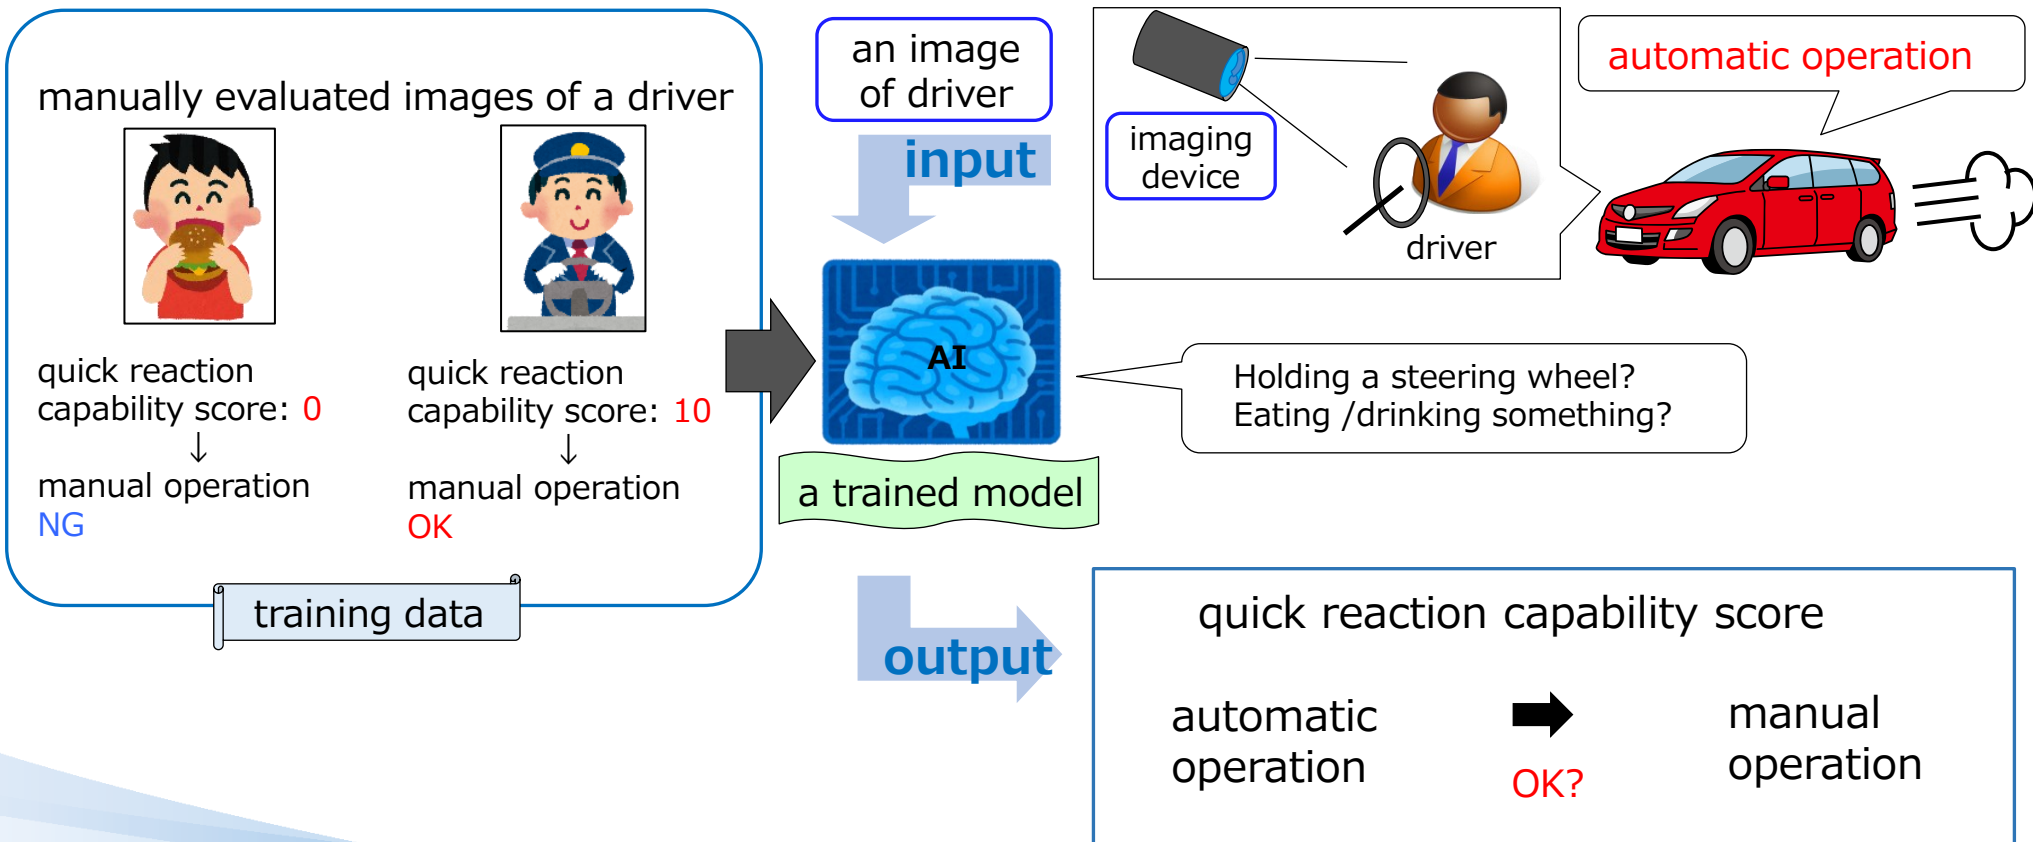 manually evaluated images of a driver
quick reaction
capability score: 0
↓
manual operation
NG
quick reaction
capability score: 10
↓
manual operation
OK
training data
an image
of driver
input
AI
a trained model
output
imaging
device
driver
automatic operation
Holding a steering wheel?
Eating /drinking something?
quick reaction capability score
automatic
operation
OK?
manual
operation